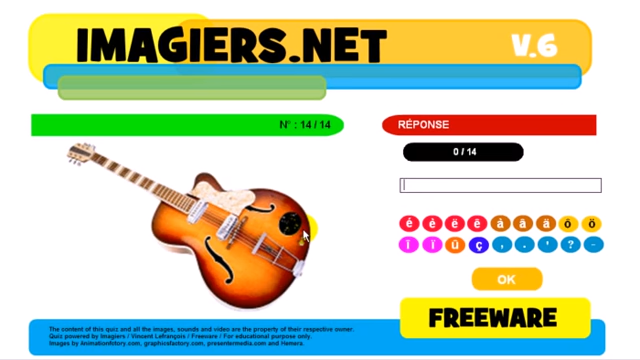 IMAGIERS.NET
V.6
N° : 14 / 14
RÉPONSE
0 / 14
é è ë ê à â ä ô ö
î ï û ç , . ' ? -
OK
FREEWARE
The content of this quiz and all the images, sounds and video are the property of their respective owner.
Quiz powered by Imagiers / Vincent Lefrançois / Freeware / For educational purpose only.
Images by Animationfctory.com, graphicsfactory.com, presentermedia.com and Hemera.